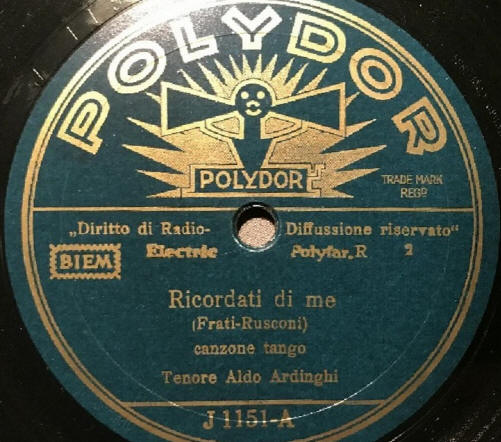 POLYDOR
POLYDOR
TRADE MARK
REGD
„Diritto di Radio- Diffussione riservato“
BIEM Electric Polyfar. R 2
Ricordati di me
(Frati-Rusconi)
canzone tango
Tenore Aldo Ardinghi
J 1151-A